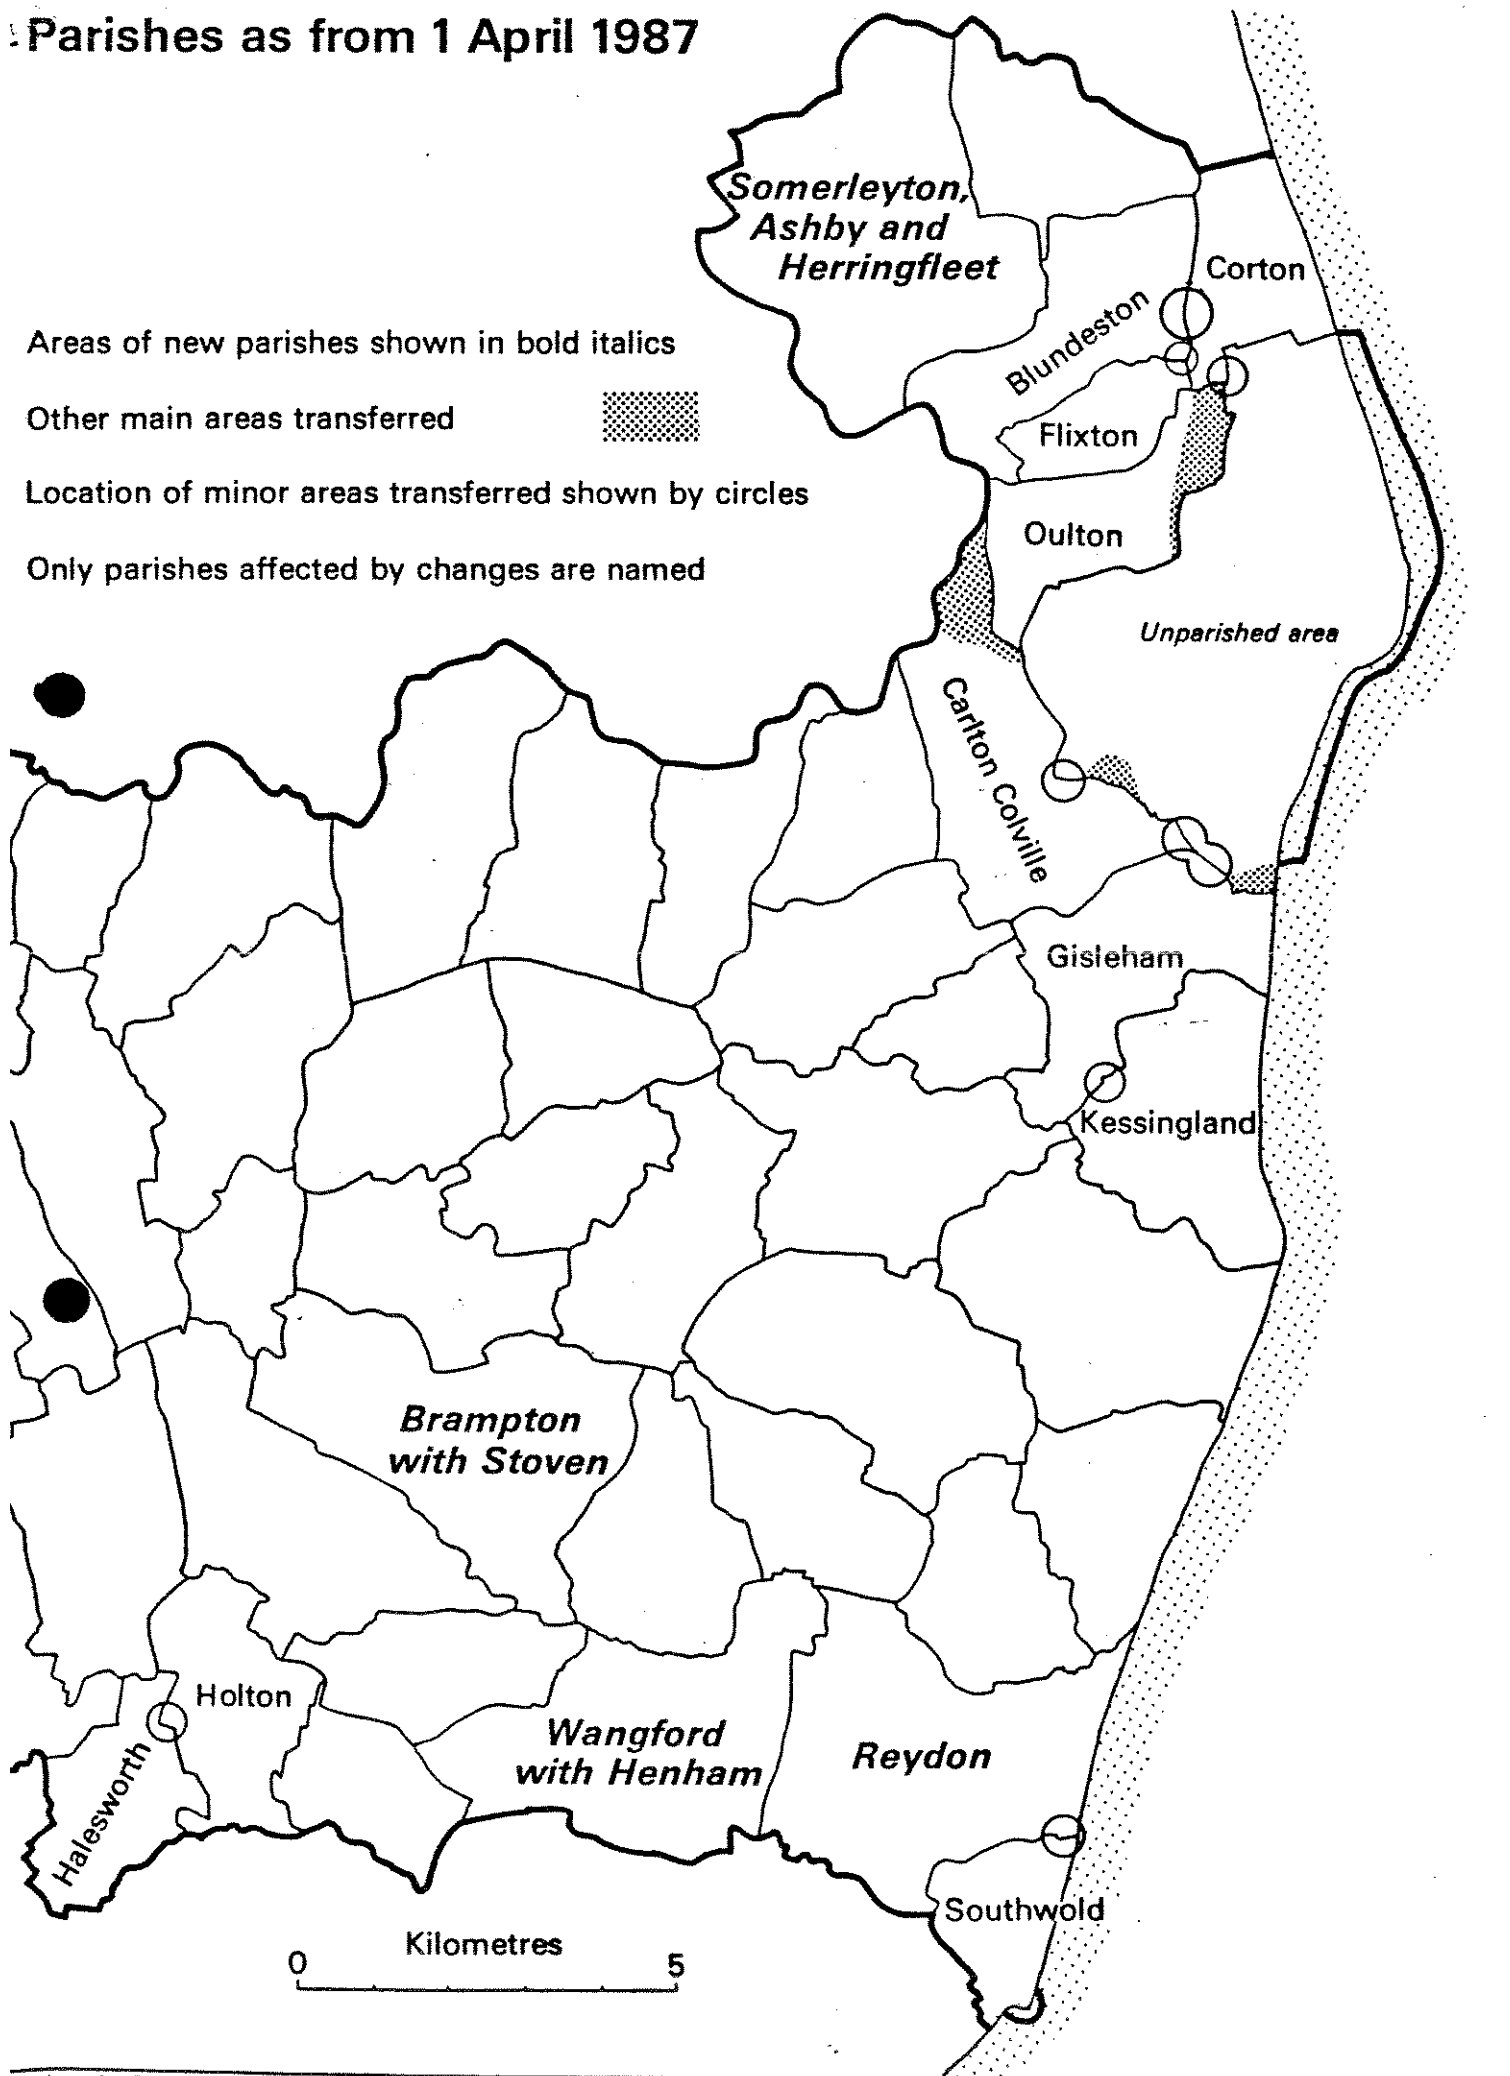 Parishes as from 1 April 1987
Somerleyton,
Ashby and
Herringfleet
Corton
Blundeston
Areas of new parishes shown in bold italics
Other main areas transferred
Flixton
Location of minor areas transferred shown by circles
Oulton
Only parishes affected by changes are named
Unparished area
Carlton Colville
Gisleham
Kessingland
Brampton
with Stoven
Holton
Wangford
with Henham
Reydon
Halesworth
Southwold
Kilometres
0 5